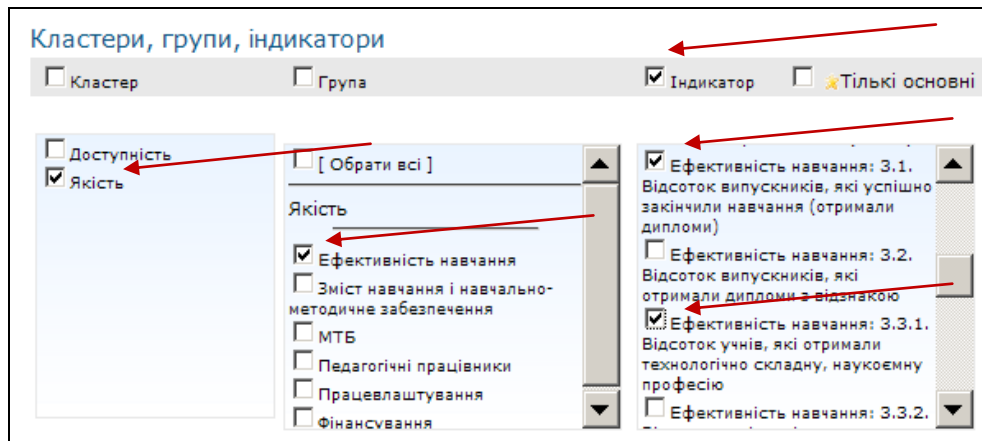 Кластери, групи, індикатори
Кластер
Група
Індикатор
Тількі основні
Доступність
Якість
[ Обрати всі ]
Якість
Ефективність навчання
Зміст навчання і навчально-
методичне забезпечення
МТБ
Педагогічні працівники
Працевлаштування
Фінансування
Ефективність навчання: 3.1.
Відсоток випускників, які успішно
закінчили навчання (отримали
дипломи)
Ефективність навчання: 3.2.
Відсоток випускників, які
отримали дипломи з відзнакою
Ефективність навчання: 3.3.1.
Відсоток учнів, які отримали
технологічно складну, наукоємну
професію
Ефективність навчання: 3.3.2.